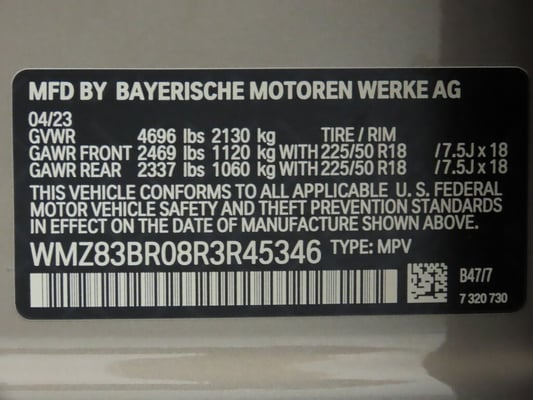 MFD BY BAYERISCHE MOTOREN WERKE AG
04/23
GVWR 4696 lbs 2130 kg TIRE / RIM
GAWR FRONT 2469 lbs 1120 kg WITH 225/50 R18 /7.5J x 18
GAWR REAR 2337 lbs 1060 kg WITH 225/50 R18 /7.5J x 18
THIS VEHICLE CONFORMS TO ALL APPLICABLE U. S. FEDERAL
MOTOR VEHICLE SAFETY AND THEFT PREVENTION STANDARDS
IN EFFECT ON THE DATE OF MANUFACTURE SHOWN ABOVE.
WMZ83BR08R3R45346 TYPE: MPV
B47/7
7 320 730